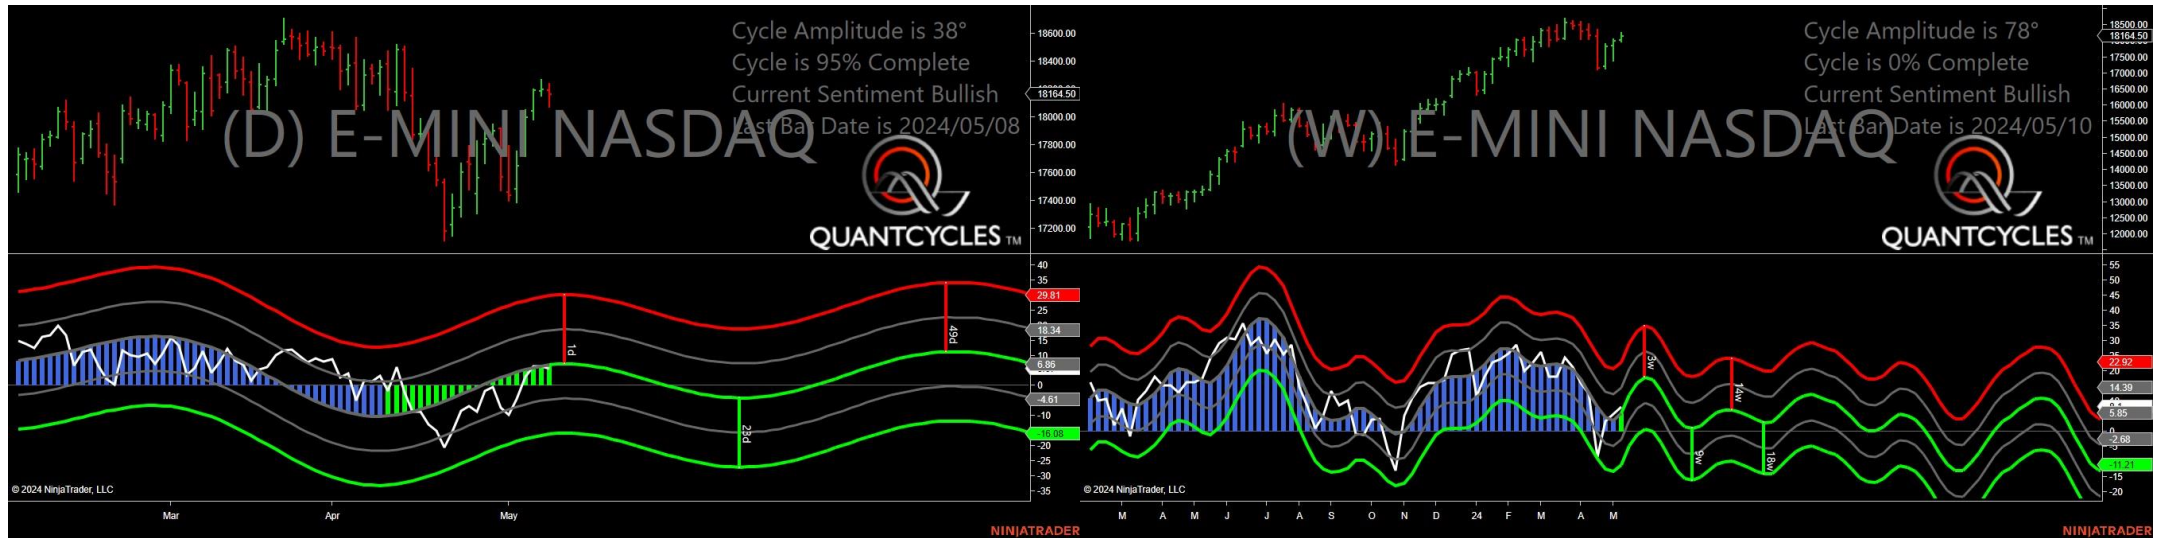 Cycle Amplitude is 38°
Cycle is 95% Complete
Current Sentiment Bullish
Last Bar Date is 2024/05/08
(D) E-MINI NASDAQ
QUANTCYCLES TM
18600.00
18400.00
18164.50
18000.00
17800.00
17600.00
17400.00
17200.00
40
35
29.81
25
18.34
15
10
6.86
0
-4.61
-10
-16.08
-20
-25
-30
-35
1d
23d
49d
© 2024 NinjaTrader, LLC
Mar
Apr
May
NINJATRADER
Cycle Amplitude is 78°
Cycle is 0% Complete
Current Sentiment Bullish
Last Bar Date is 2024/05/10
(W) E-MINI NASDAQ
QUANTCYCLES TM
18500.00
18164.50
17500.00
17000.00
16500.00
16000.00
15500.00
15000.00
14500.00
14000.00
13500.00
13000.00
12500.00
12000.00
55
50
45
40
35
30
22.92
20
14.39
5.85
0
-2.68
-11.21
-15
-20
3w
14w
9w
18w
© 2024 NinjaTrader, LLC
M A M J J A S O N D 24 F M A M
NINJATRADER